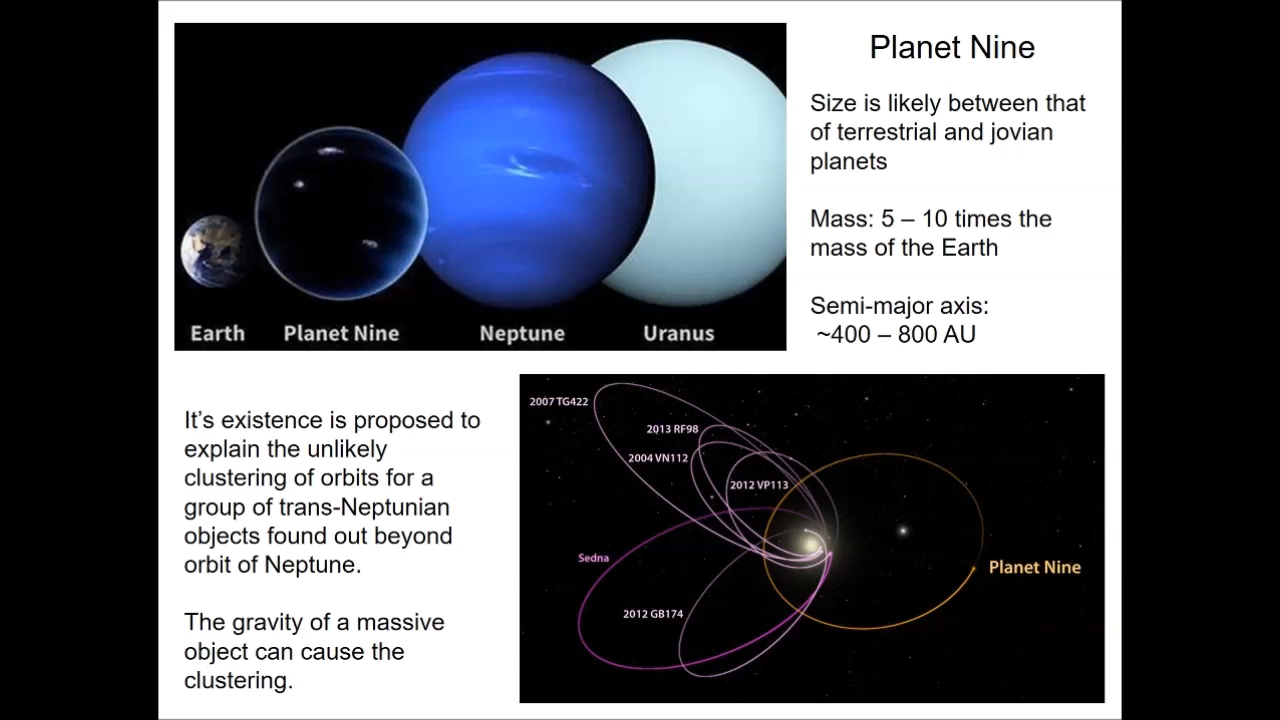 Planet Nine
Size is likely between that
of terrestrial and jovian
planets
Mass: 5 – 10 times the
mass of the Earth
Semi-major axis:
~400 – 800 AU
Earth
Planet Nine
Neptune
Uranus
It’s existence is proposed to
explain the unlikely
clustering of orbits for a
group of trans-Neptunian
objects found out beyond
orbit of Neptune.
The gravity of a massive
object can cause the
clustering.
2007 TG422
2013 RF98
2004 VN112
2012 VP113
Sedna
2012 GB174
Planet Nine